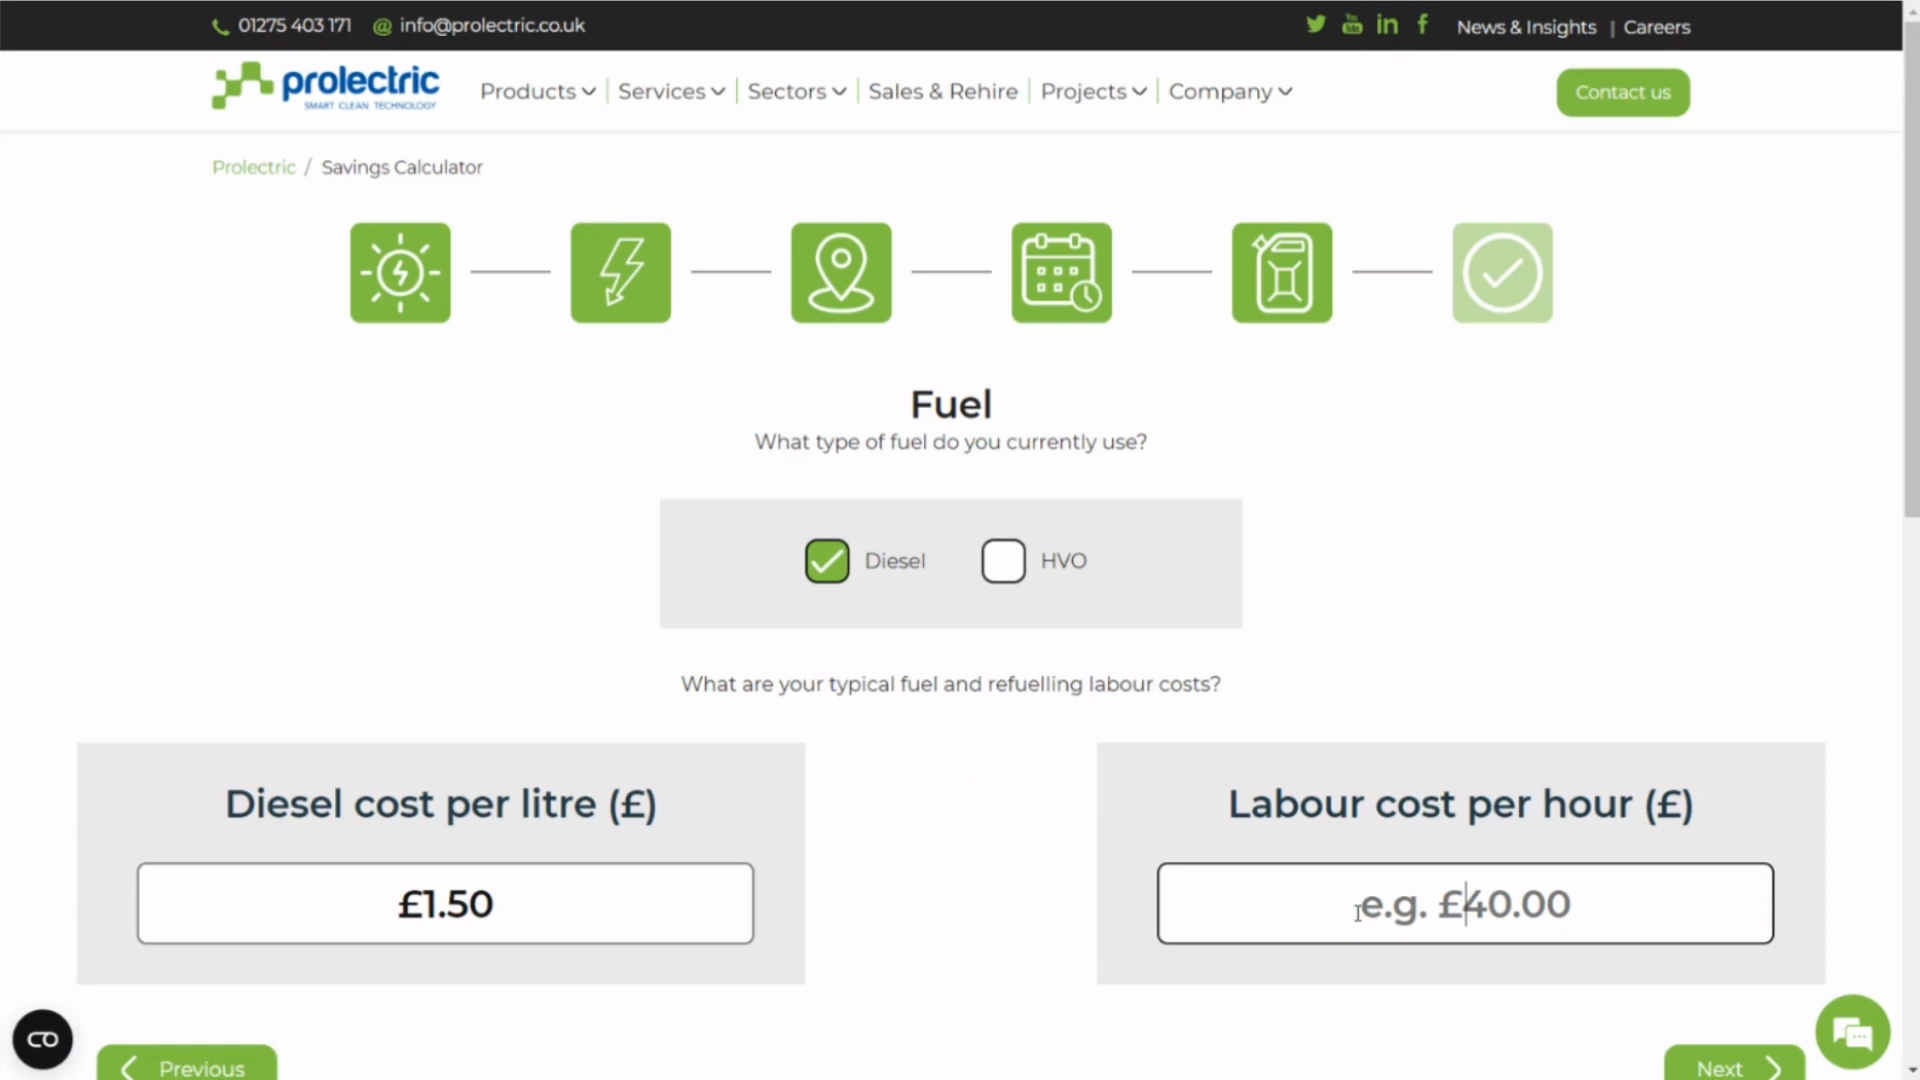 01275 403 171 @ info@prolectric.co.uk News & Insights | Careers
prolectric
SMART CLEAN TECHNOLOGY
Products Services Sectors Sales & Rehire Projects Company Contact us
Prolectric / Savings Calculator
Fuel
What type of fuel do you currently use?
Diesel HVO
What are your typical fuel and refuelling labour costs?
Diesel cost per litre (£) Labour cost per hour (£)
£1.50 e.g. £40.00
Previous Next